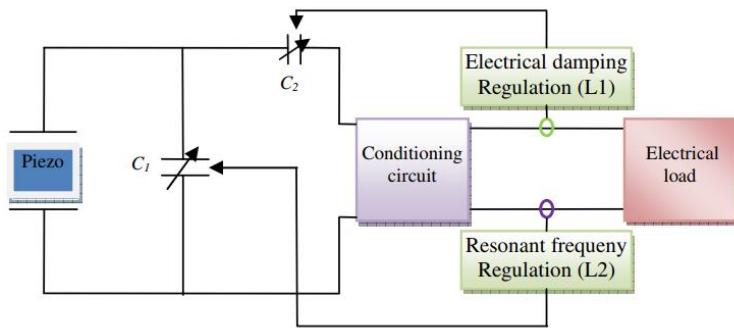 C2
Electrical damping
Regulation (L1)
Piezo
C1
Conditioning
circuit
Electrical
load
Resonant frequeny
Regulation (L2)